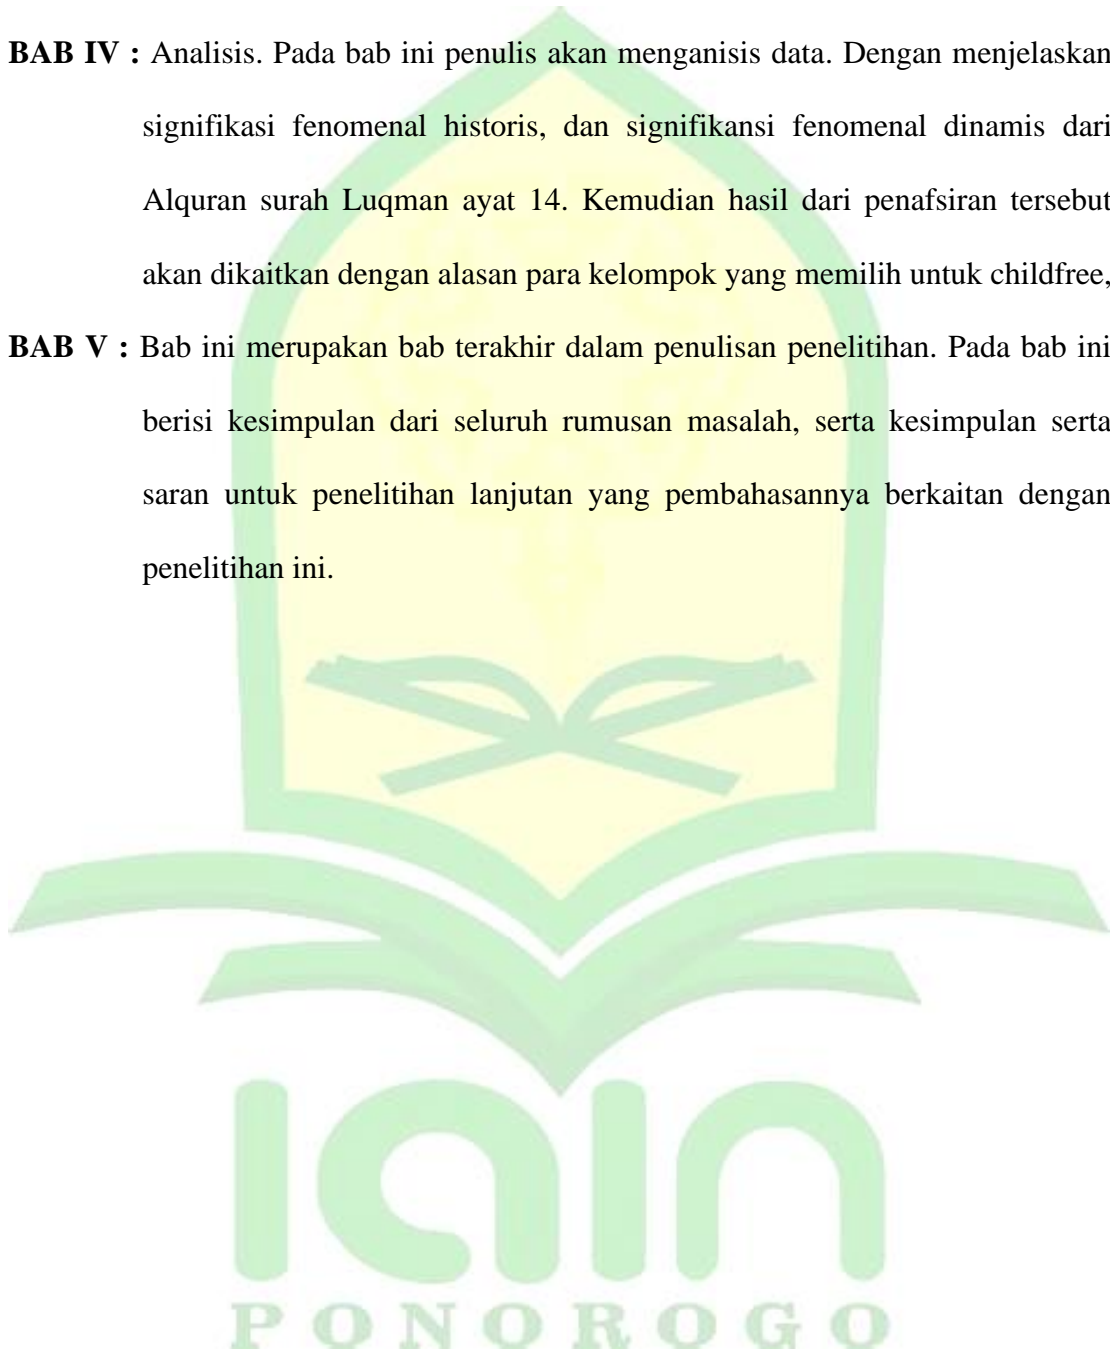 BAB IV : Analisis. Pada bab ini penulis akan menganisis data. Dengan menjelaskan
signifikasi fenomenal historis, dan signifikansi fenomenal dinamis dari
Alquran surah Luqman ayat 14. Kemudian hasil dari penafsiran tersebut
akan dikaitkan dengan alasan para kelompok yang memilih untuk childfree,
BAB V : Bab ini merupakan bab terakhir dalam penulisan penelitihan. Pada bab ini
berisi kesimpulan dari seluruh rumusan masalah, serta kesimpulan serta
saran untuk penelitihan lanjutan yang pembahasannya berkaitan dengan
penelitihan ini.
IAIN
PONOROGO